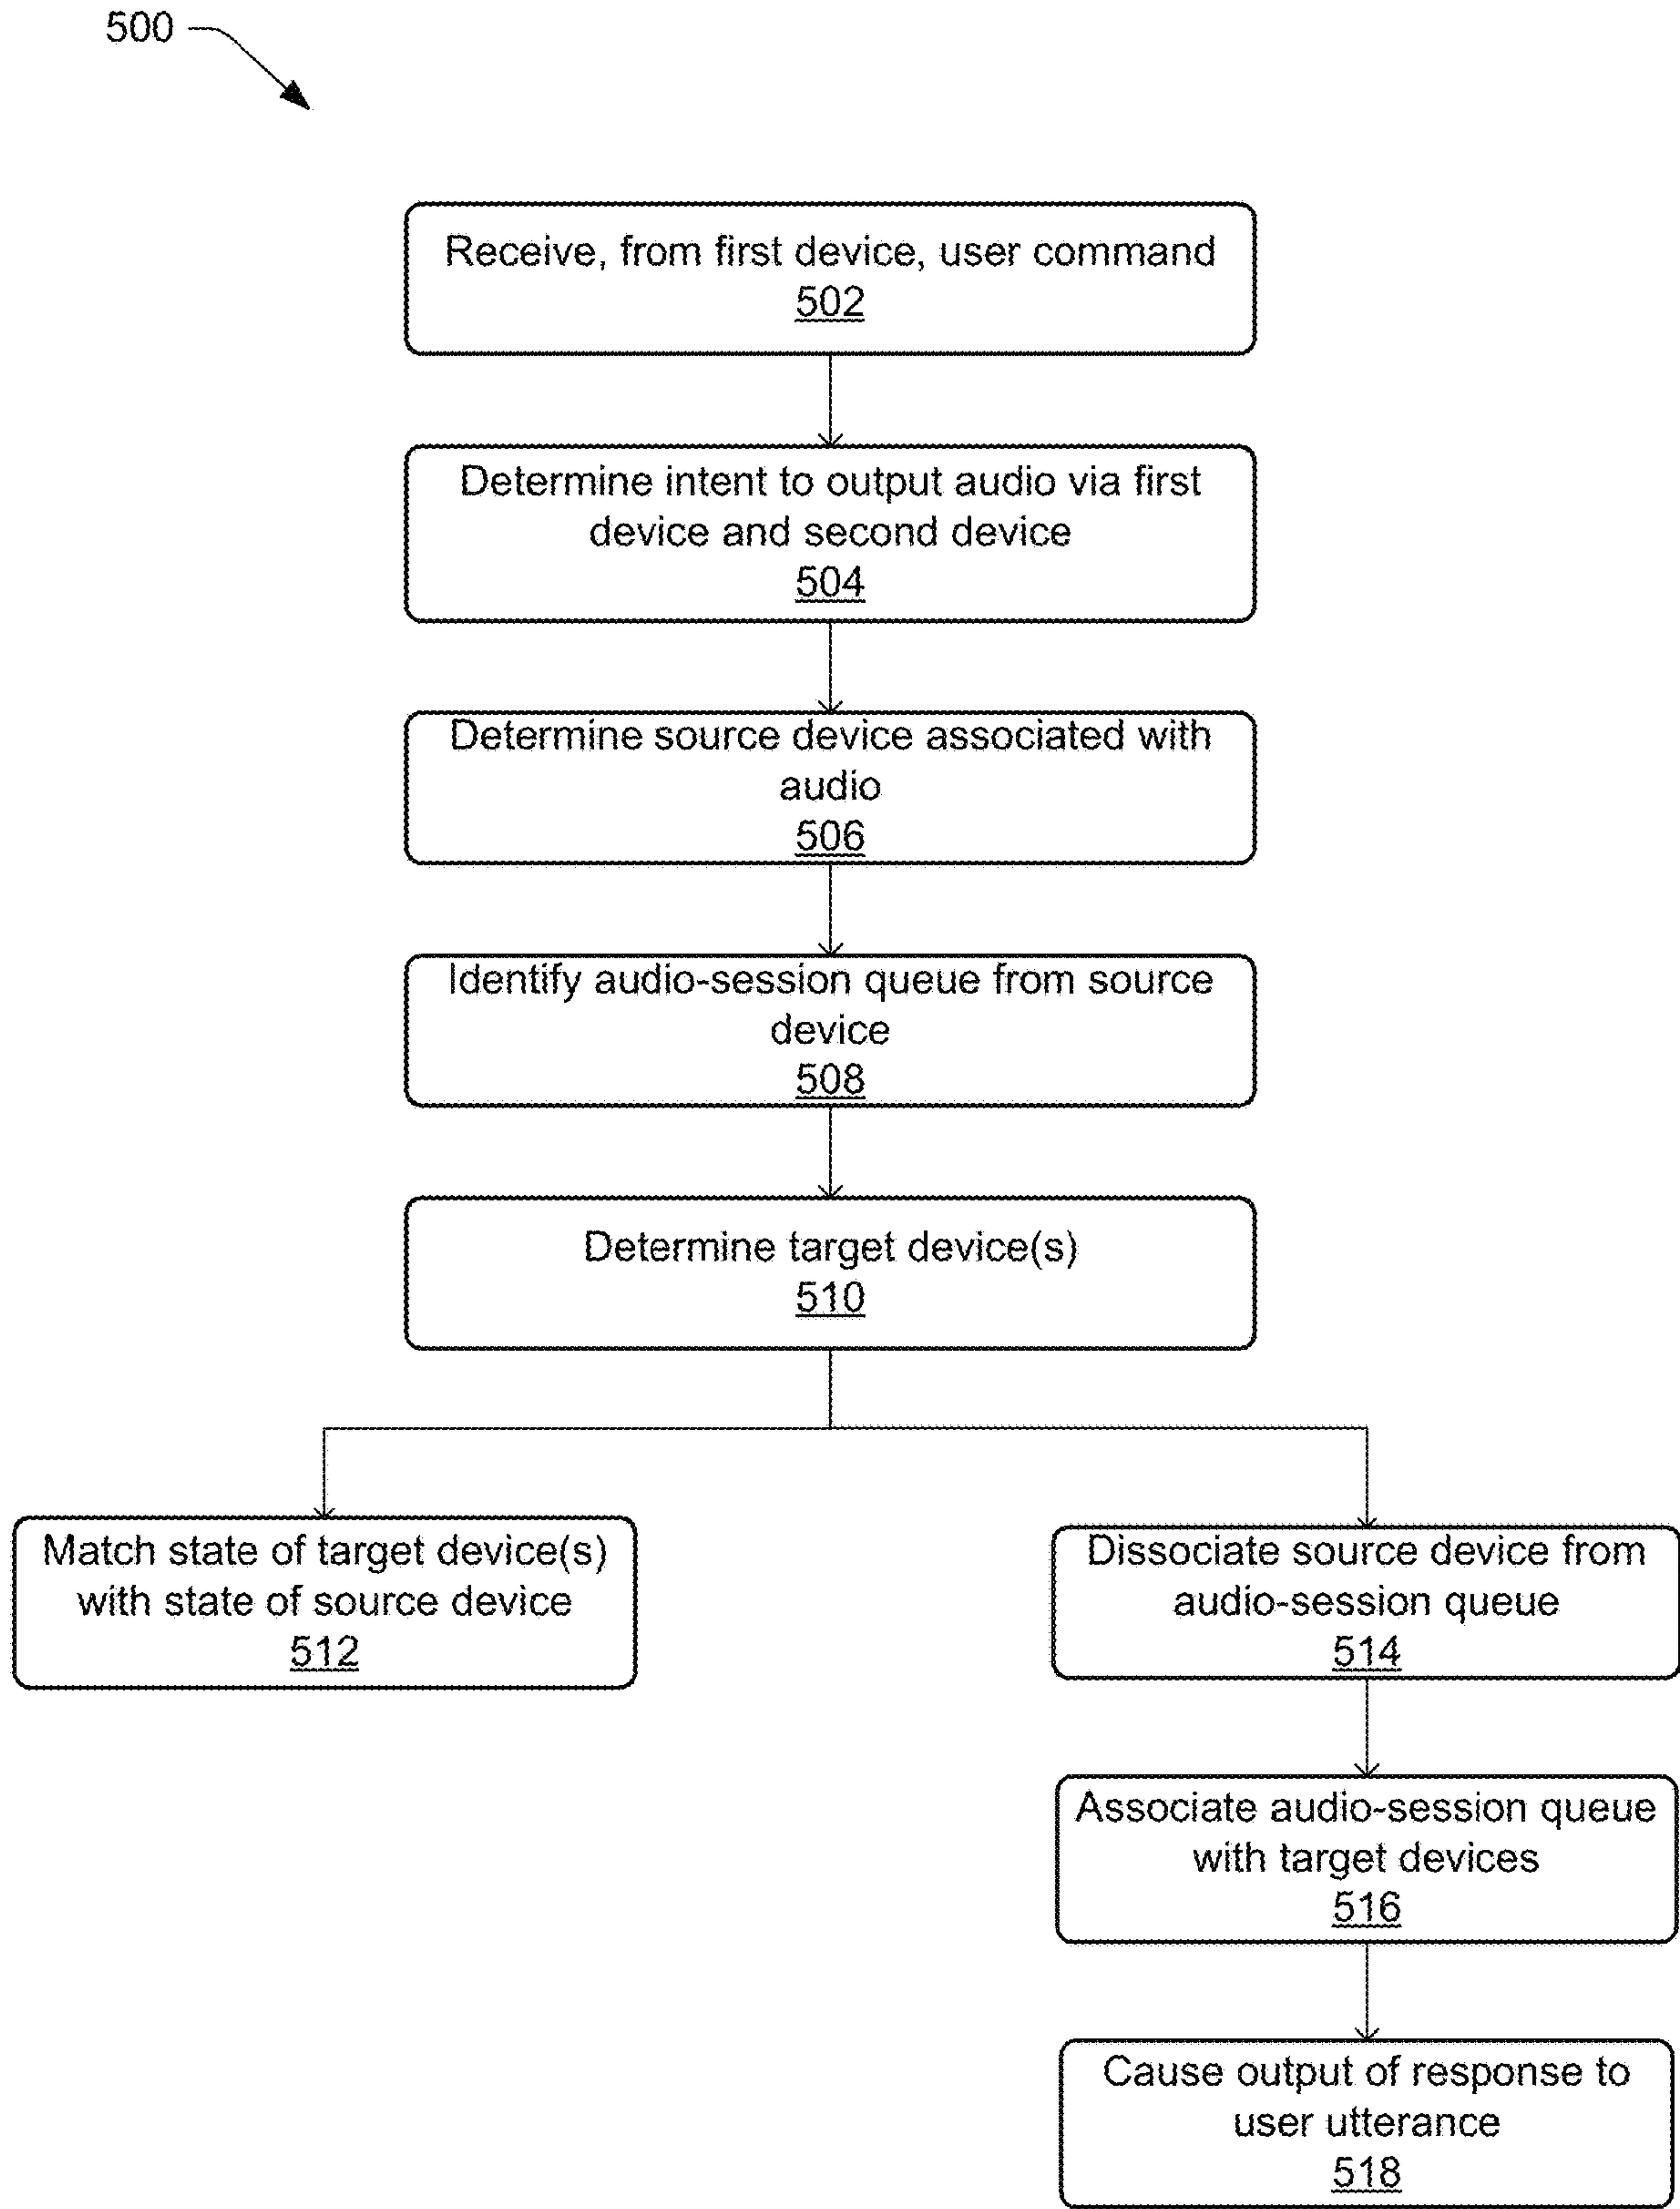 500
Receive, from first device, user command
502
Determine intent to output audio via first
device and second device
504
Determine source device associated with
audio
506
Identify audio-session queue from source
device
508
Determine target device(s)
510
Match state of target device(s)
with state of source device
512
Dissociate source device from
audio-session queue
514
Associate audio-session queue
with target devices
516
Cause output of response to
user utterance
518